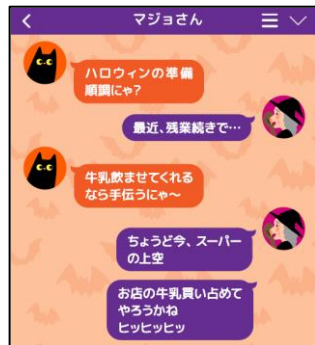 マジョさん
ハロウィンの準備
順調にゃ?
最近、残業続きで…
牛乳飲ませてくれる
なら手伝うにゃ～
ちょうど今、スーパー
の上空
お店の牛乳買い占めて
やろうかね
ヒッヒッヒッ